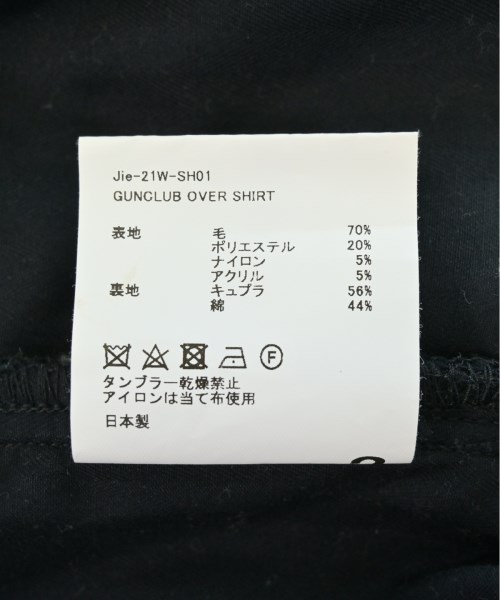 Jie-21W-SH01
GUNCLUB OVER SHIRT
表地 毛 70%
ポリエステル 20%
ナイロン 5%
アクリル 5%
裏地 キュプラ 56%
綿 44%
F
タンブラー乾燥禁止
アイロンは当て布使用
日本製